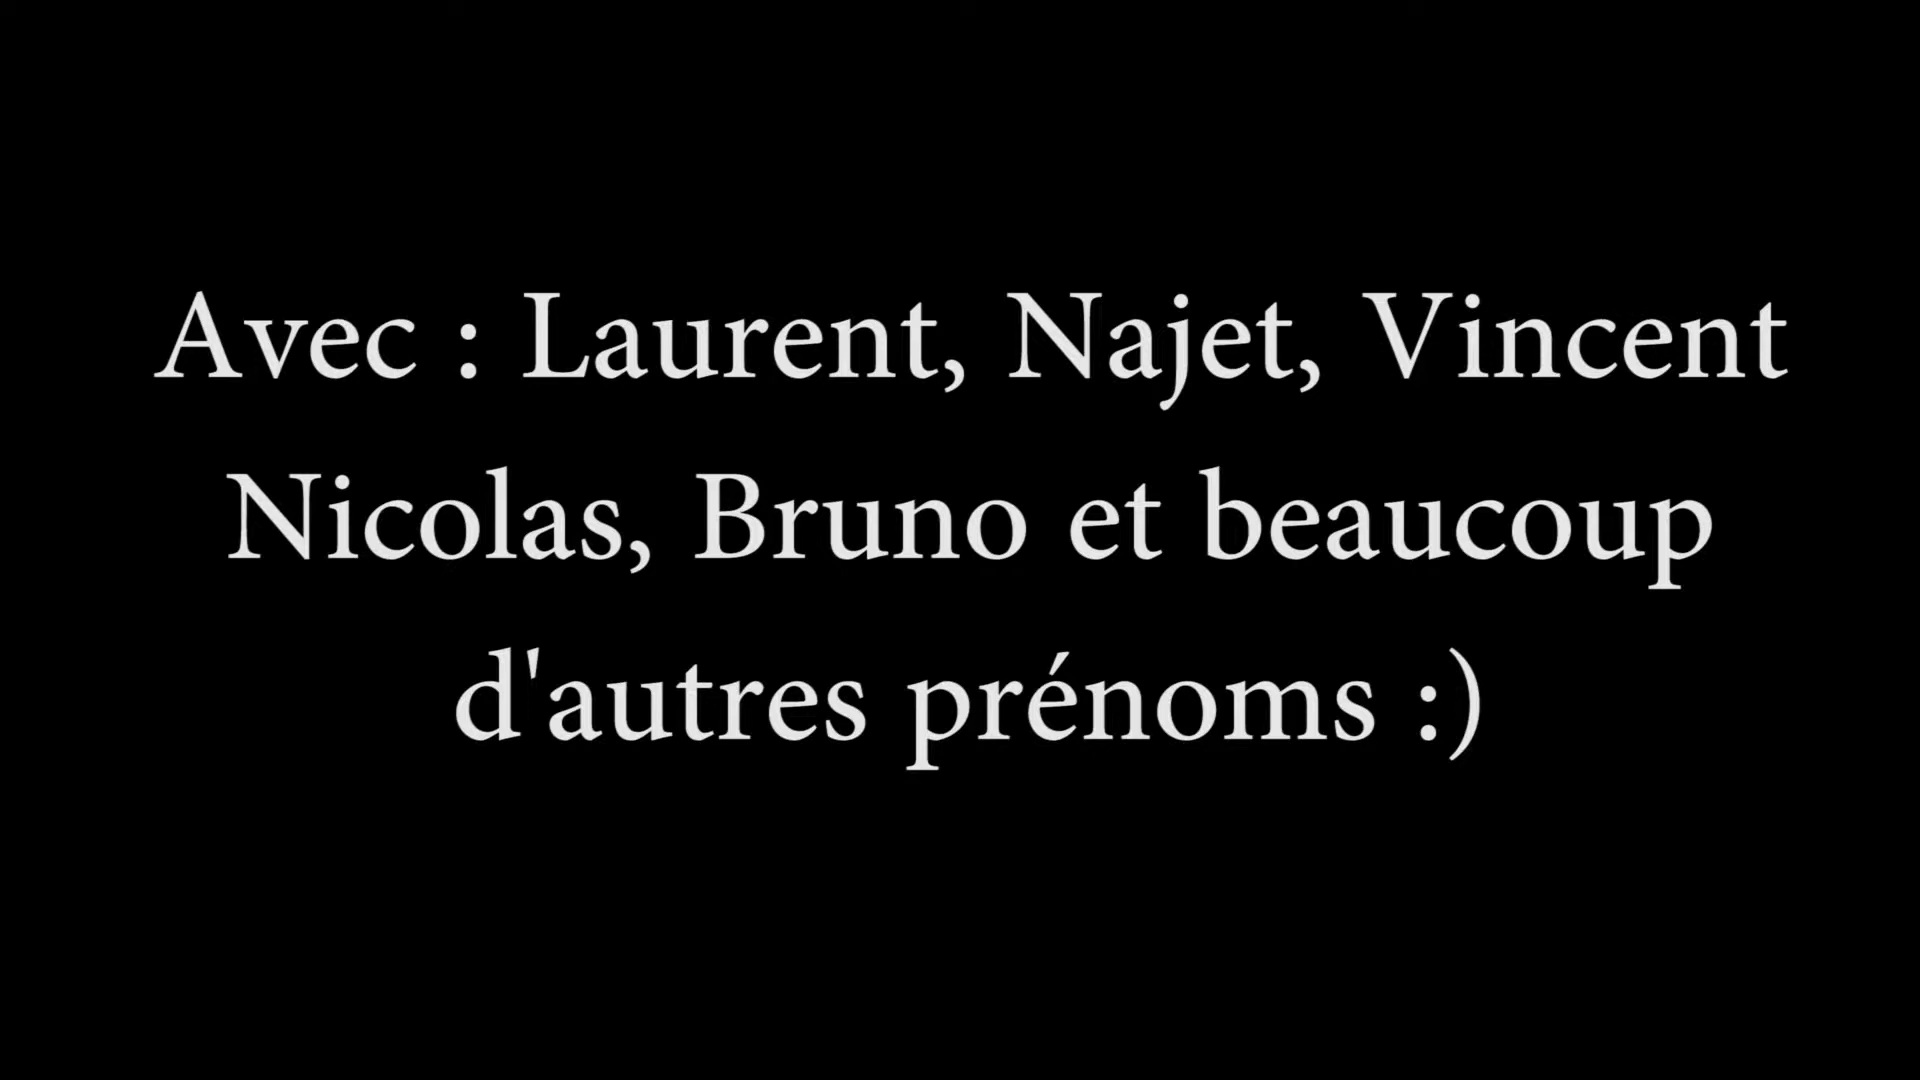 Avec : Laurent, Najet, Vincent
Nicolas, Bruno et beaucoup
d'autres prénoms :)